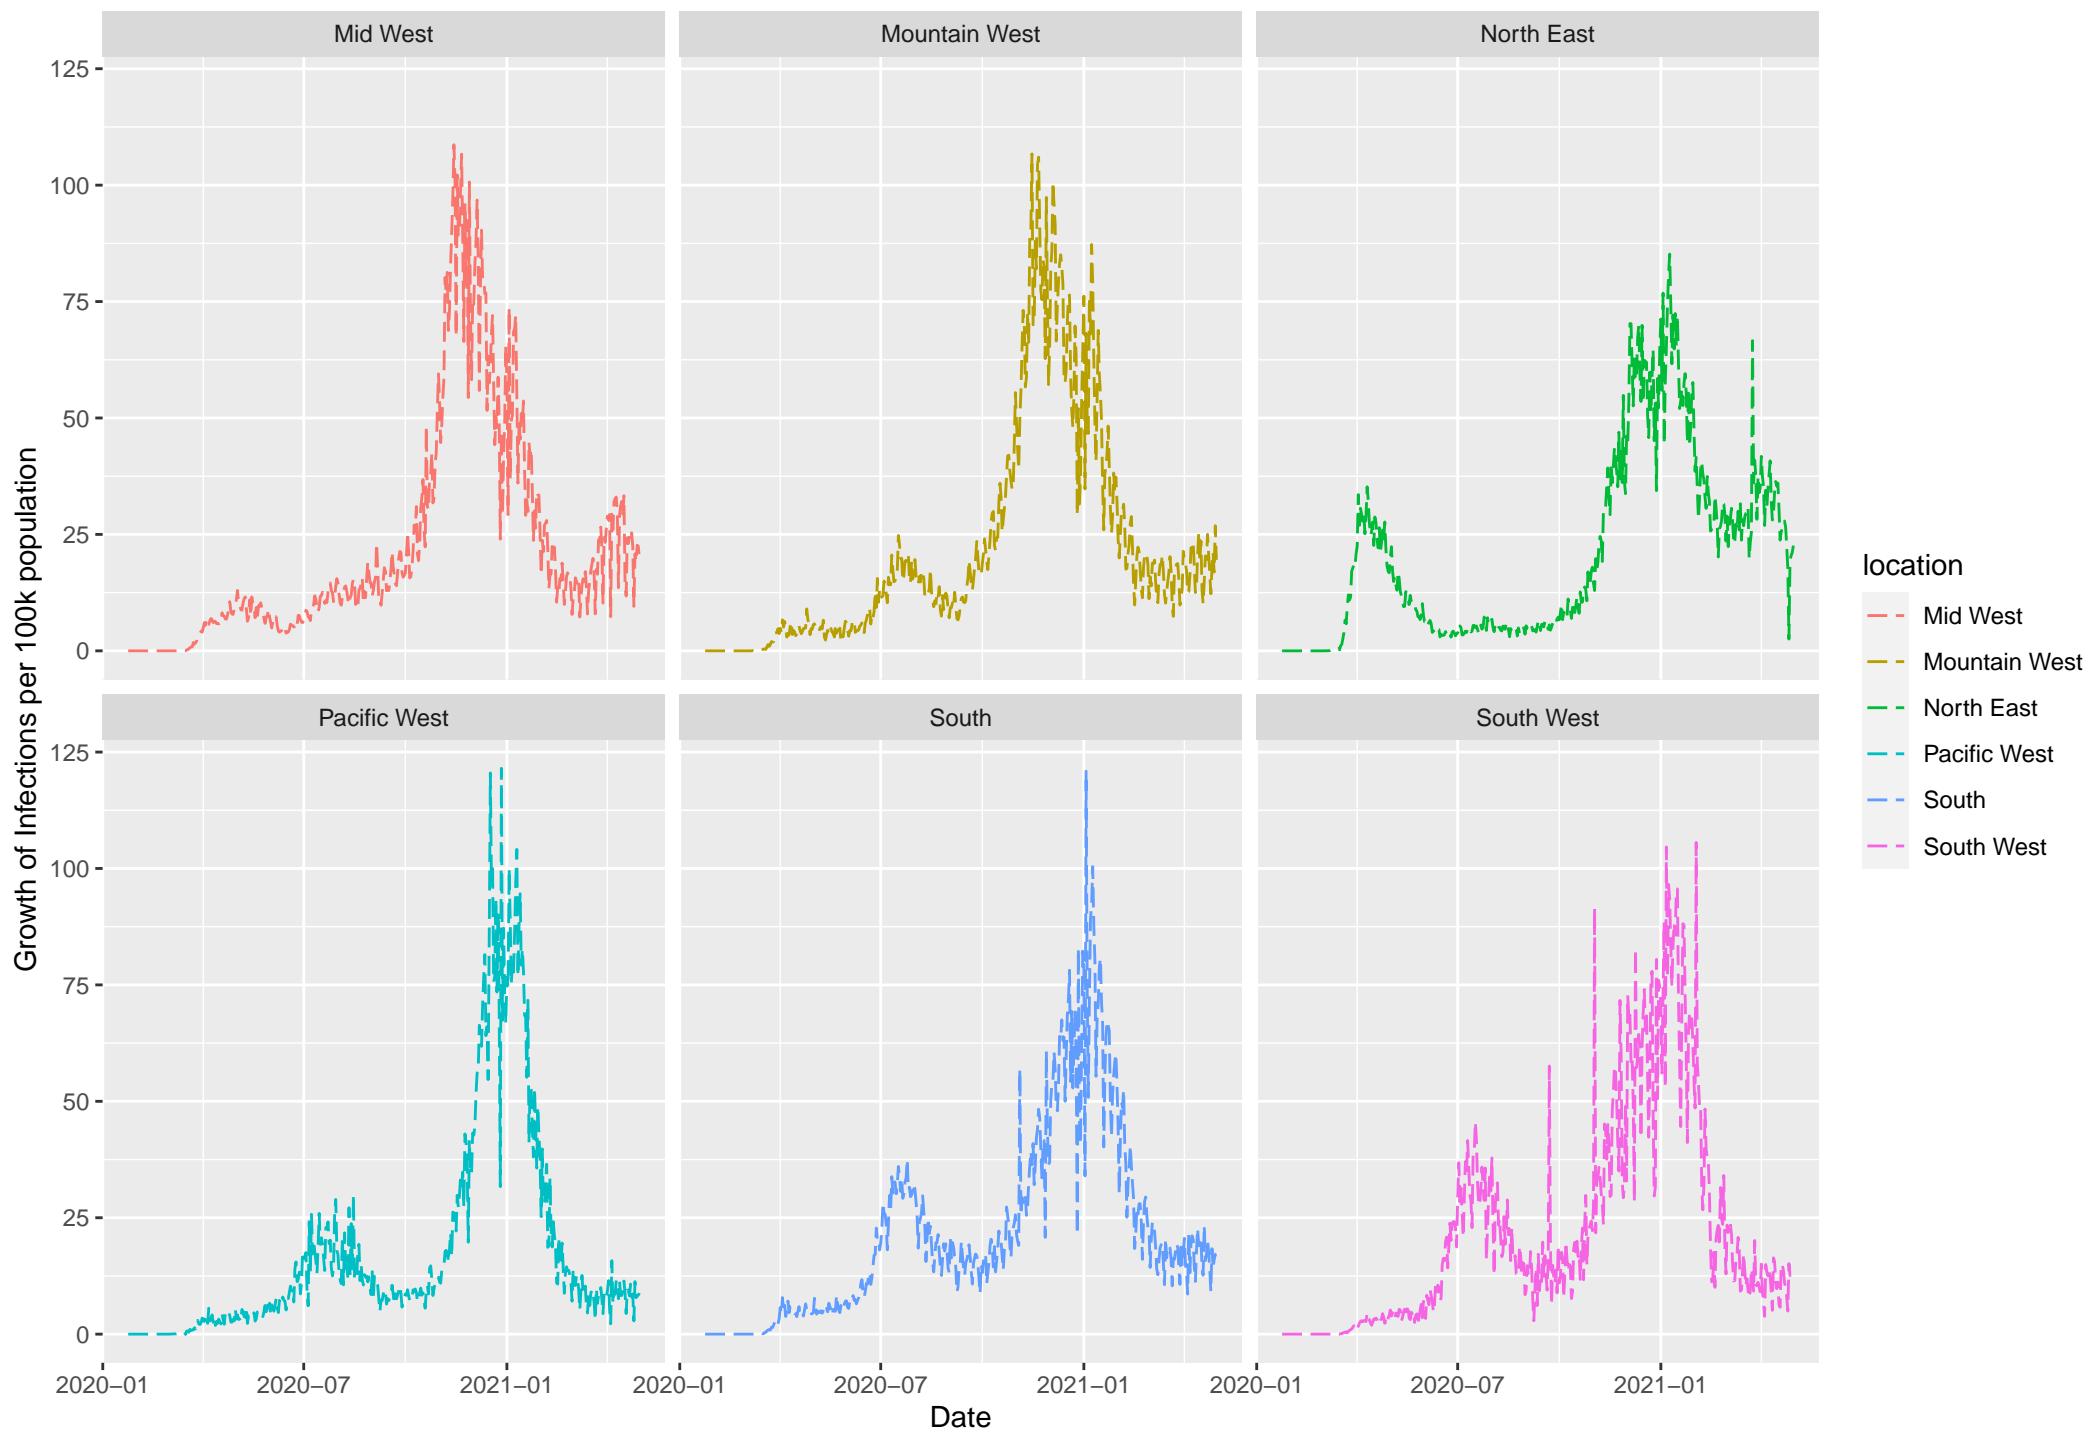 Mid West
Mountain West
North East
125
100
75
50
25
0
Growth of Infections per 100k population
Pacific West
South
South West
125
100
75
50
25
0
2020−01
2020−07
2021−01
2020−01
2020−07
2021−01
2020−01
2020−07
2021−01
Date
location
Mid West
Mountain West
North East
Pacific West
South
South West